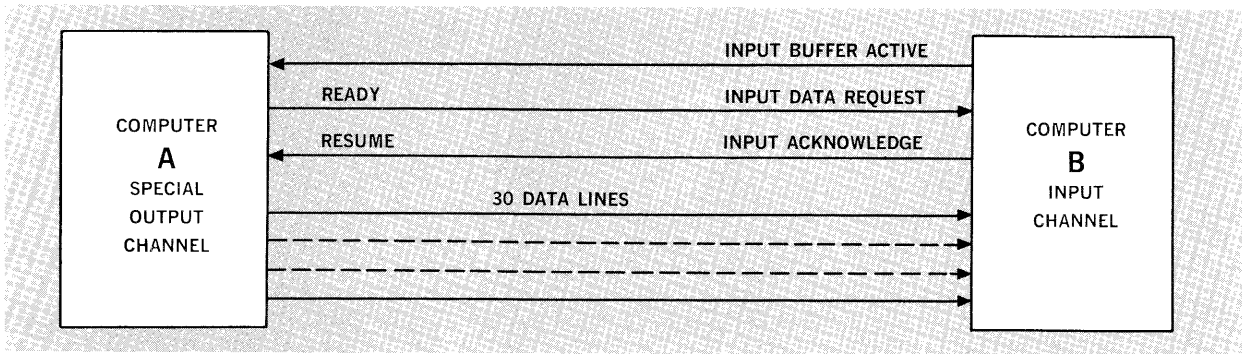 INPUT BUFFER ACTIVE
READY INPUT DATA REQUEST
RESUME INPUT ACKNOWLEDGE
30 DATA LINES
COMPUTER
A
SPECIAL
OUTPUT
CHANNEL
COMPUTER
B
INPUT
CHANNEL